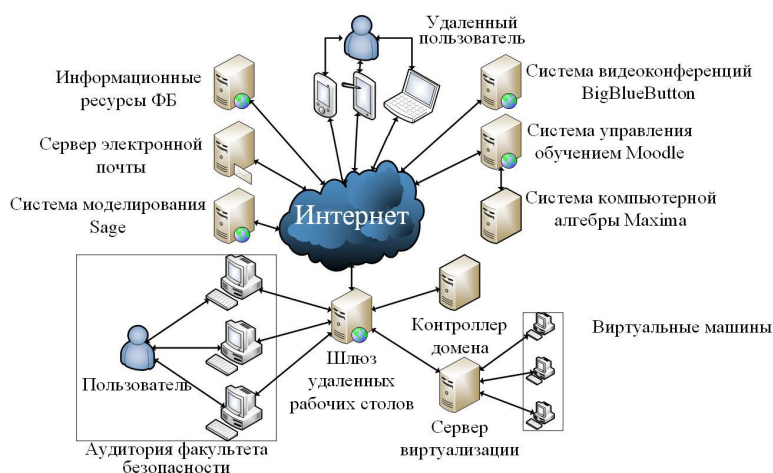 Удаленный
пользователь
Информационные
ресурсы ФБ
Система видеоконференций
BigBlueButton
Сервер электронной
почты
Система управления
обучением Moodle
Система моделирования
Sage
Система компьютерной
алгебры Maxima
Интернет
Контроллер
домена
Виртуальные машины
Шлюз
удаленных
рабочих столов
Пользователь
Сервер
виртуализации
Аудитория факультета
безопасности